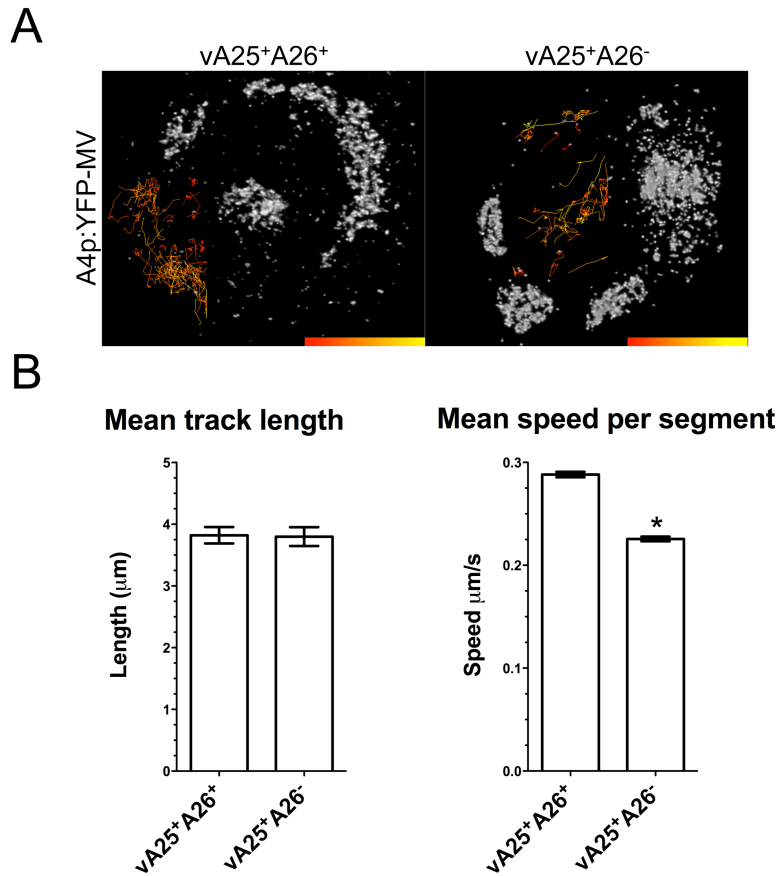 A
vA25⁺A26⁺
vA25⁺A26⁻
A4p:YFP-MV
B
Mean track length
5
4
3
2
1
0
Length (μm)
vA25⁺A26⁺
vA25⁺A26⁻
Mean speed per segment
0.3
0.2
0.1
0.0
Speed μm/s
*
vA25⁺A26⁺
vA25⁺A26⁻